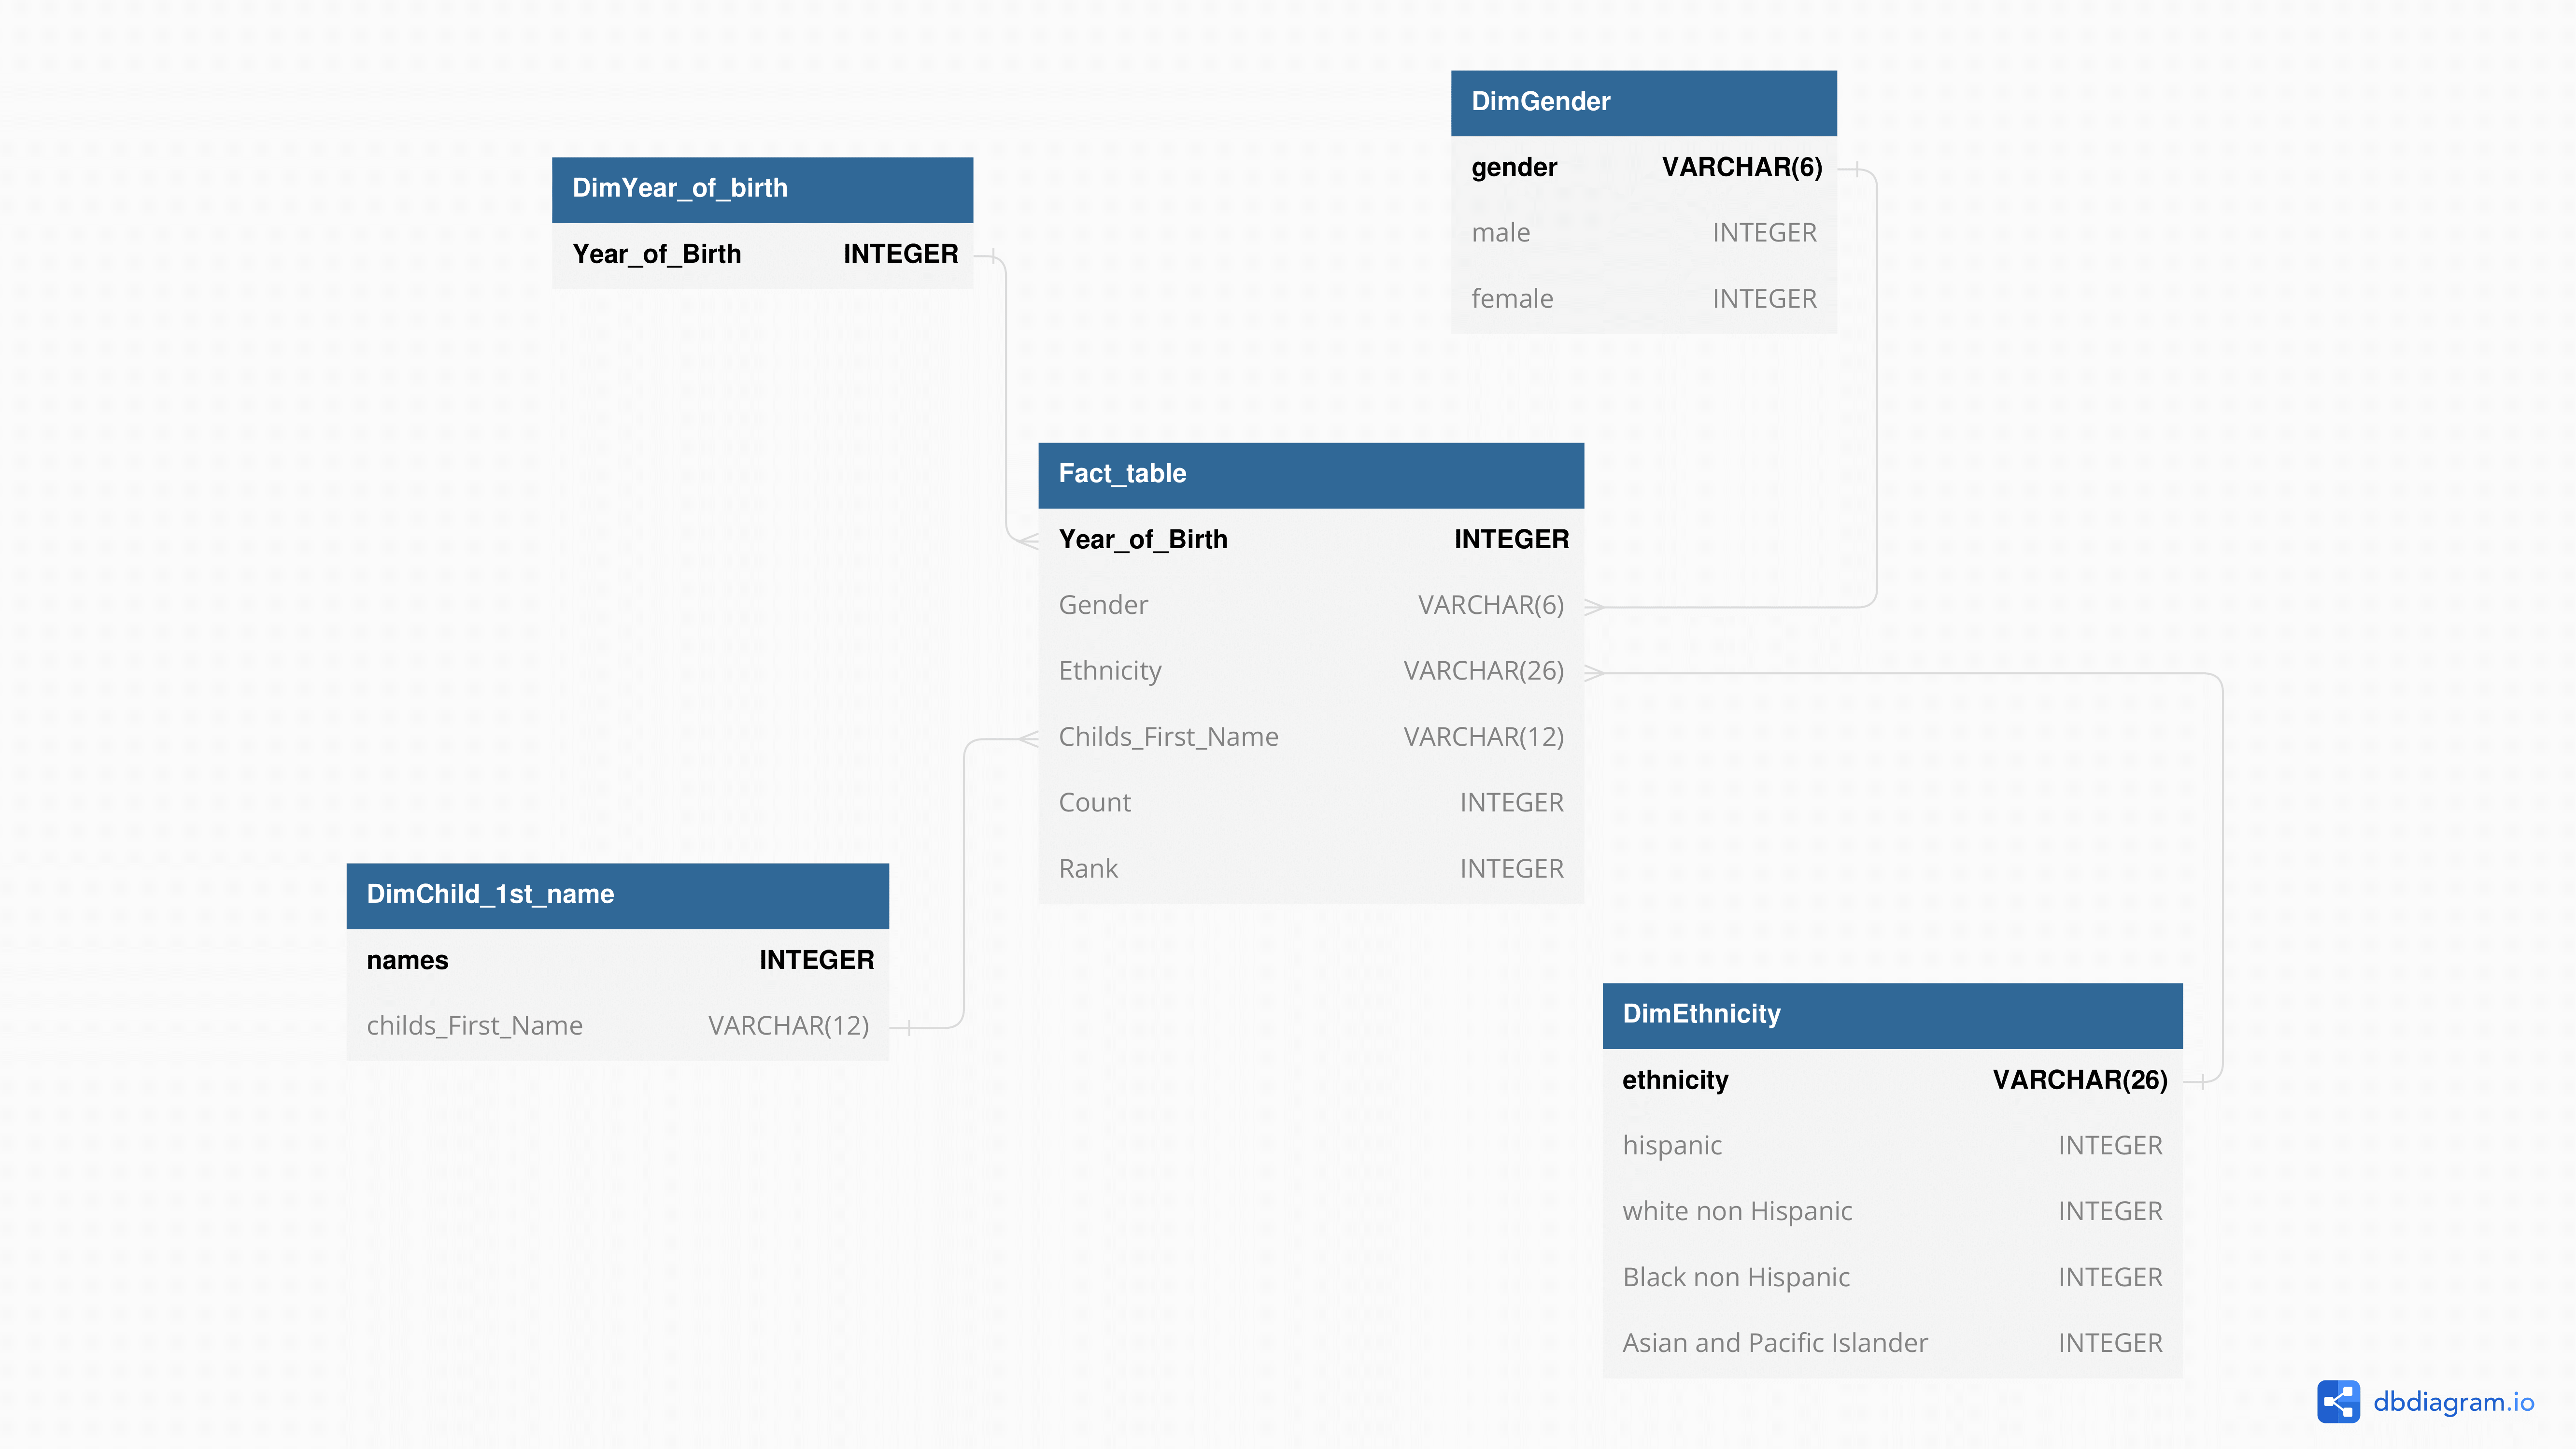 DimGender
gender VARCHAR(6)
male INTEGER
female INTEGER
DimYear_of_birth
Year_of_Birth INTEGER
Fact_table
Year_of_Birth INTEGER
Gender VARCHAR(6)
Ethnicity VARCHAR(26)
Childs_First_Name VARCHAR(12)
Count INTEGER
Rank INTEGER
DimChild_1st_name
names INTEGER
childs_First_Name VARCHAR(12)
DimEthnicity
ethnicity VARCHAR(26)
hispanic INTEGER
white non Hispanic INTEGER
Black non Hispanic INTEGER
Asian and Pacific Islander INTEGER
dbdiagram.io